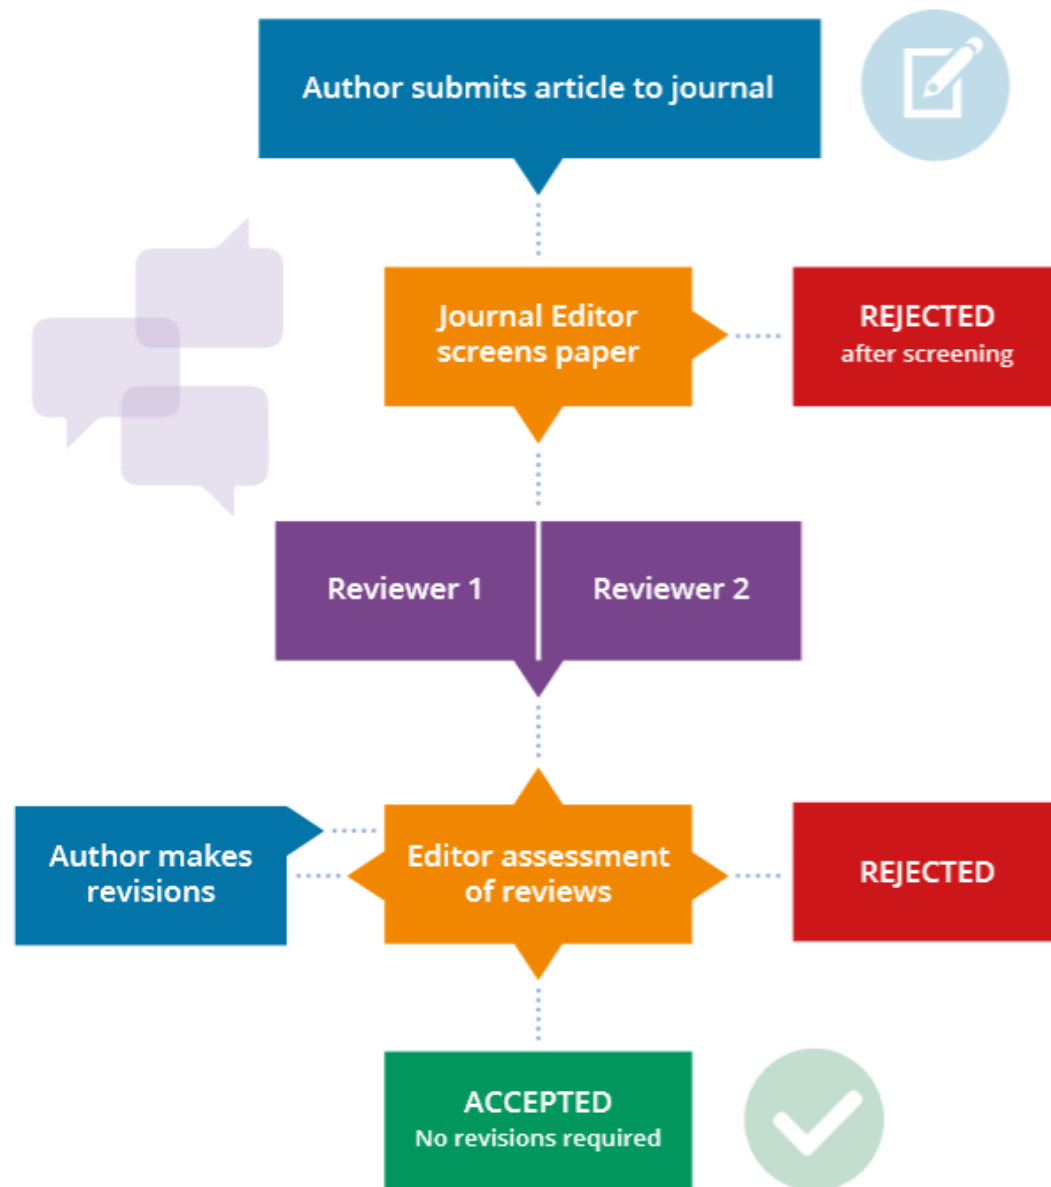 Author submits article to journal
Journal Editor
screens paper
REJECTED
after screening
Reviewer 1
Reviewer 2
Author makes
revisions
Editor assessment
of reviews
REJECTED
ACCEPTED
No revisions required